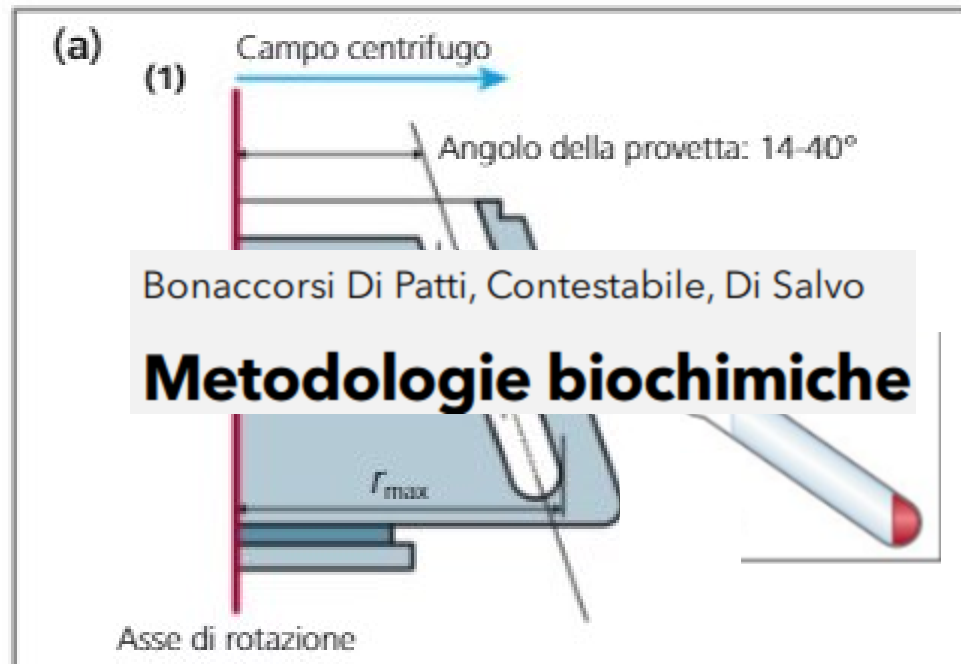 (a)
Campo centrifugo
(1)
Angolo della provetta: 14-40°
Bonaccorsi Di Patti, Contestabile, Di Salvo
Metodologie biochimiche
rmax
Asse di rotazione